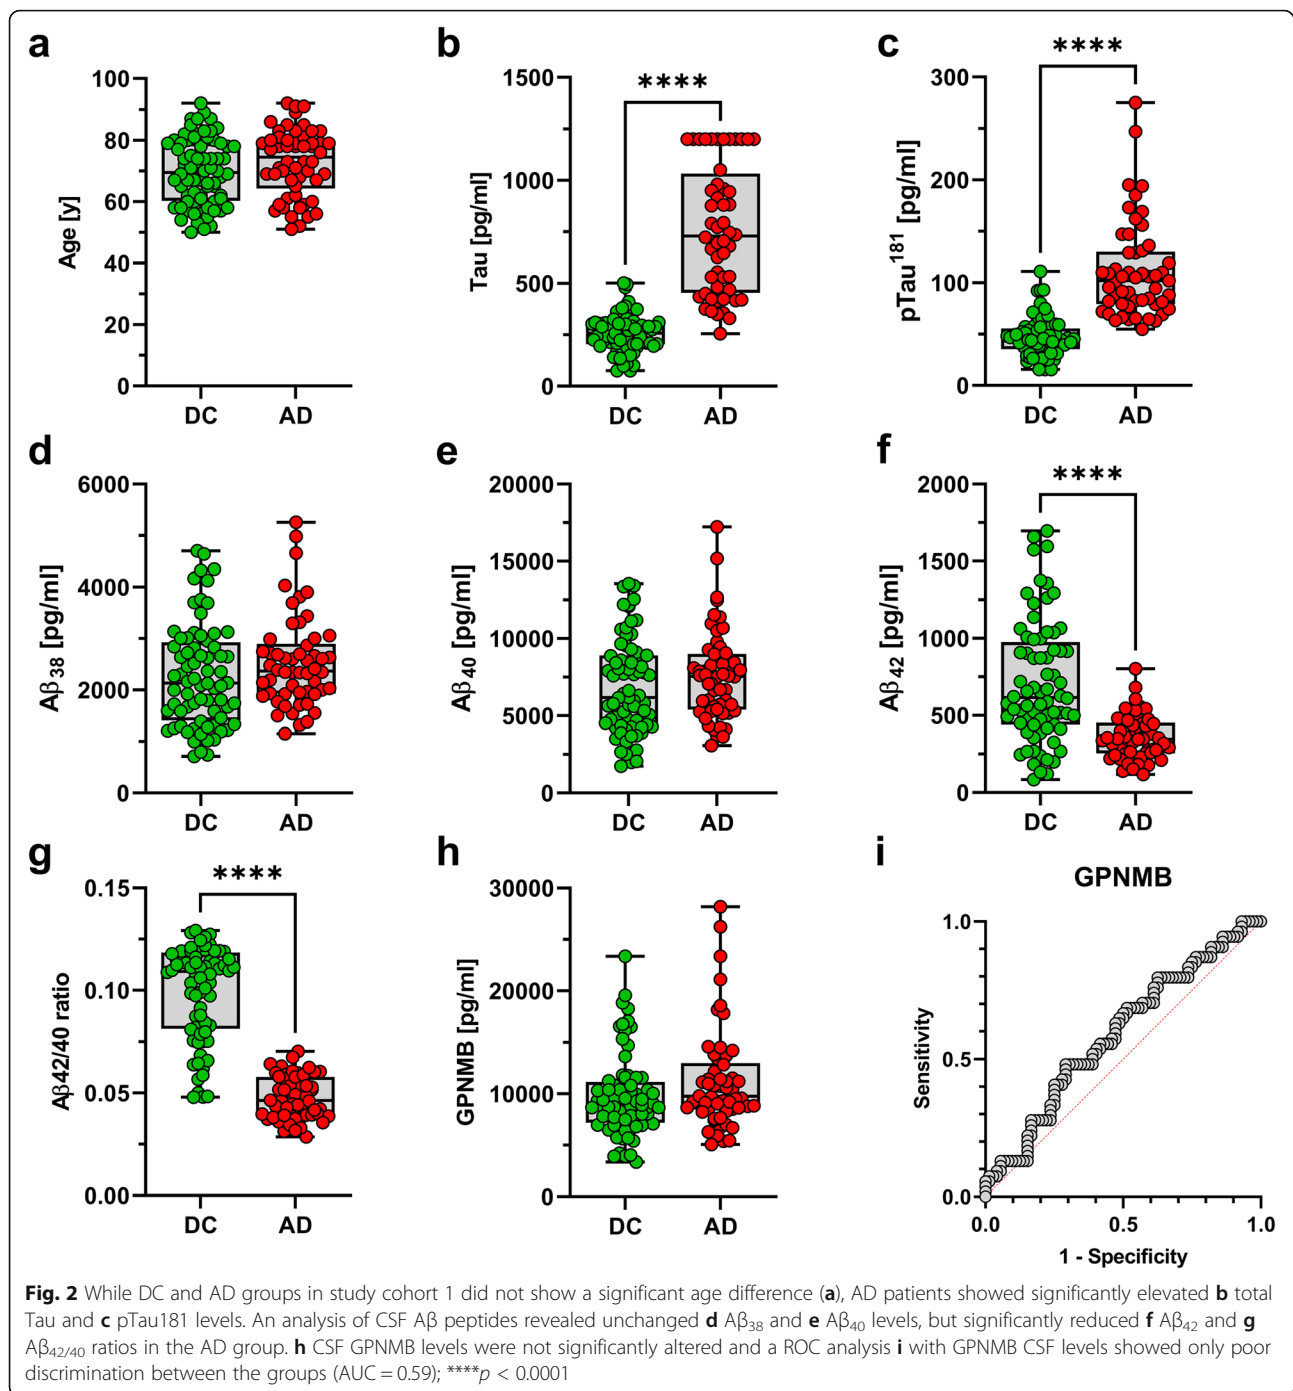 a
Age [y]
100
80
60
40
20
0
DC AD
b
****
Tau [pg/ml]
1500
1000
500
0
DC AD
c
****
pTau¹⁸¹ [pg/ml]
300
200
100
0
DC AD
d
Aβ₃₈ [pg/ml]
6000
4000
2000
0
DC AD
e
Aβ₄₀ [pg/ml]
20000
15000
10000
5000
0
DC AD
f
****
Aβ₄₂ [pg/ml]
2000
1500
1000
500
0
DC AD
g
****
Aβ42/40 ratio
0.15
0.10
0.05
0.00
DC AD
h
GPNMB [pg/ml]
30000
20000
10000
0
DC AD
i
GPNMB
Sensitivity
1.0
0.5
0.0
0.0 0.5 1.0
1 - Specificity
Fig. 2 While DC and AD groups in study cohort 1 did not show a significant age difference (a), AD patients showed significantly elevated b total
Tau and c pTau181 levels. An analysis of CSF Aβ peptides revealed unchanged d Aβ₃₈ and e Aβ₄₀ levels, but significantly reduced f Aβ₄₂ and g
Aβ₄₂/₄₀ ratios in the AD group. h CSF GPNMB levels were not significantly altered and a ROC analysis i with GPNMB CSF levels showed only poor
discrimination between the groups (AUC = 0.59); ****p < 0.0001